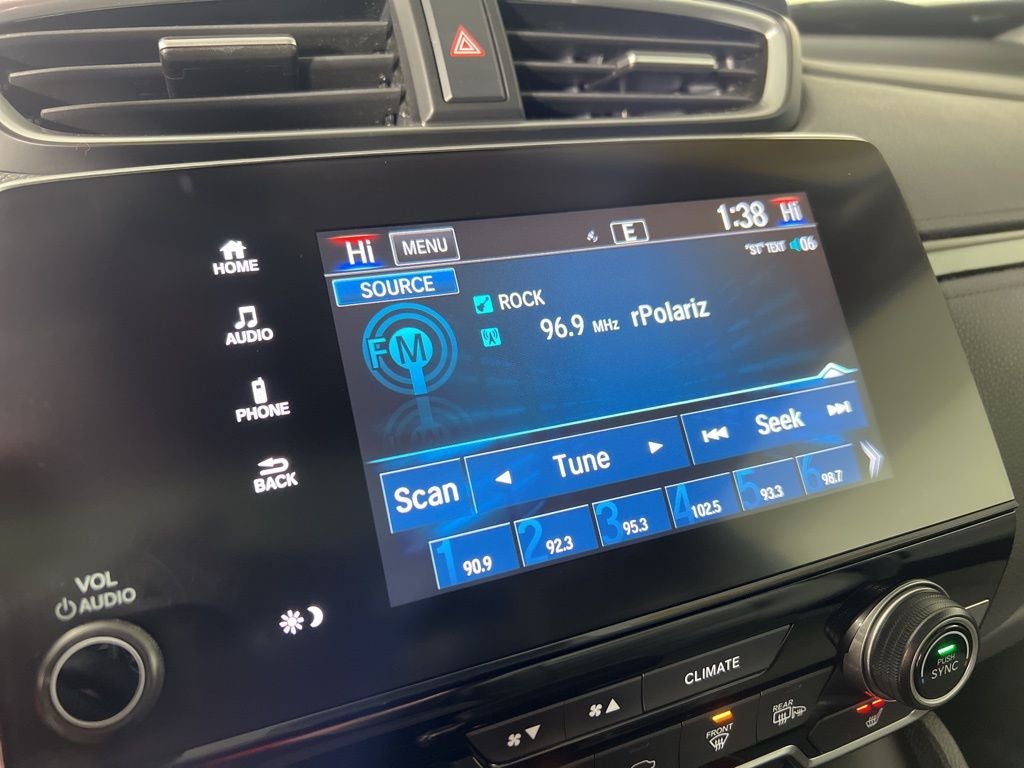 Hi MENU E 1:38 Hi
"ST" TEXT 06
SOURCE
HOME
ROCK
FM
96.9 MHz rPolariz
AUDIO
PHONE
BACK
Scan Tune Seek
1 90.9 2 92.3 3 95.3 4 102.5 5 93.3 6 98.7
VOL
AUDIO
CLIMATE
PUSH
SYNC
FRONT
REAR